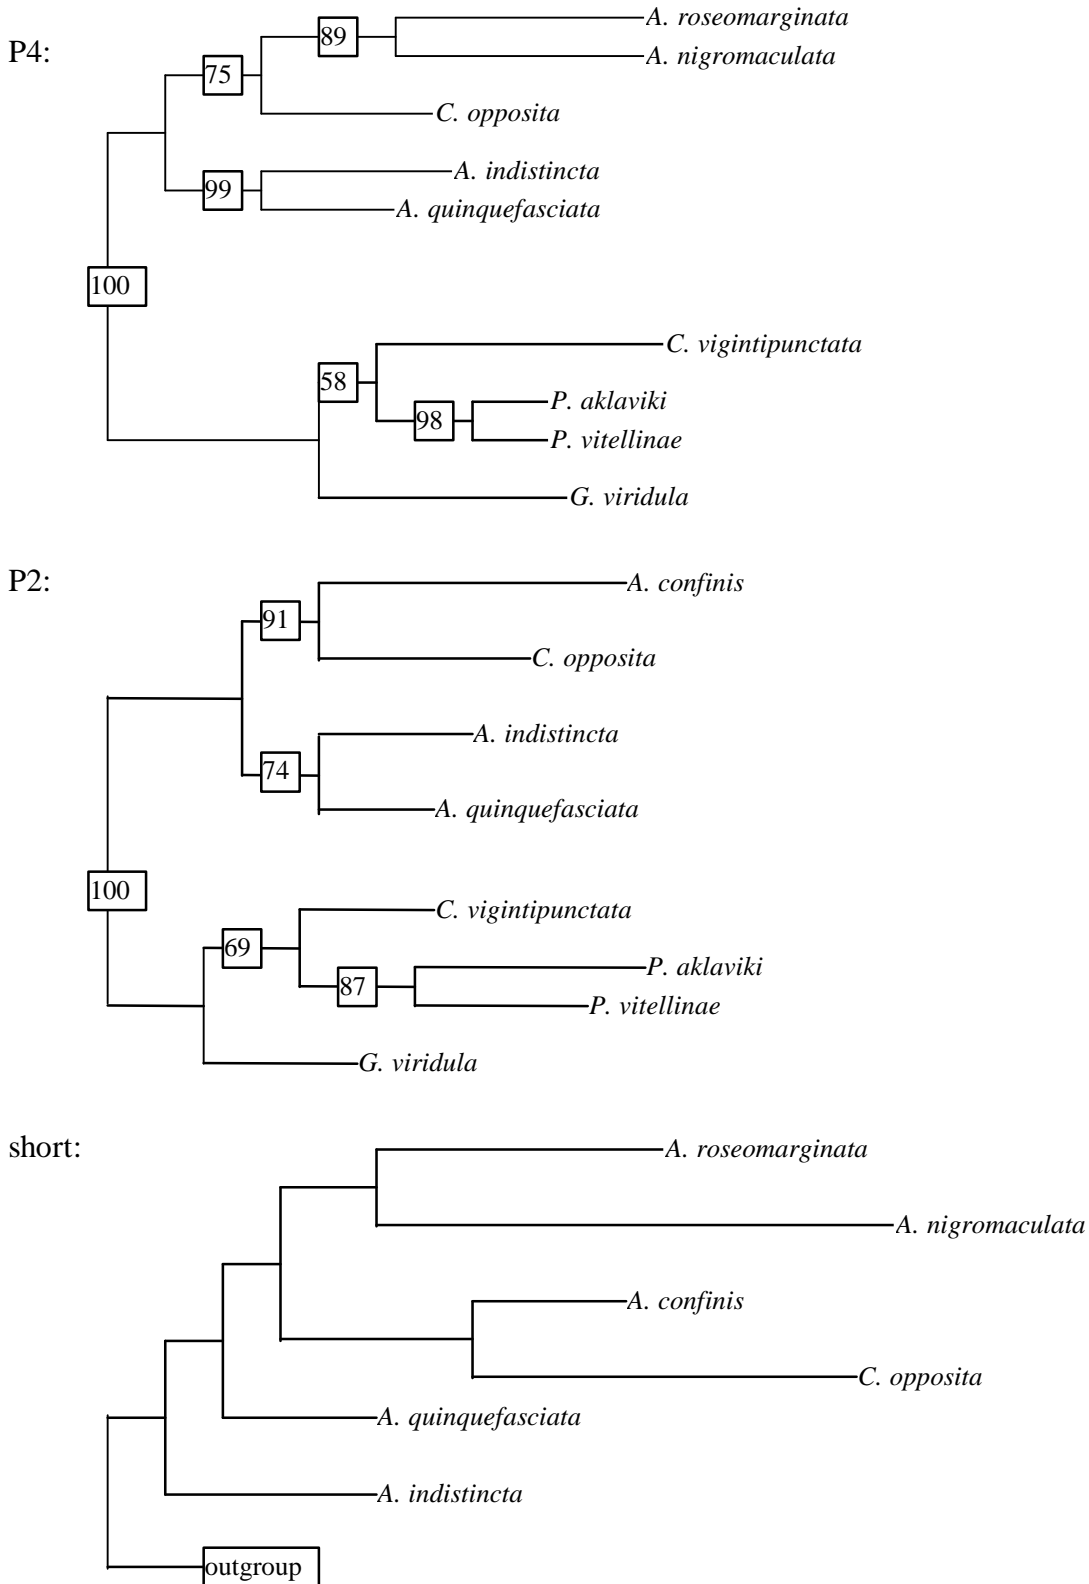 A. roseomarginata
P4:
89
A. nigromaculata
75
C. opposita
A. indistincta
99
A. quinquefasciata
100
C. vigintipunctata
58
P. aklaviki
98
P. vitellinae
G. viridula
P2:
A. confinis
91
C. opposita
A. indistincta
74
A. quinquefasciata
100
C. vigintipunctata
69
P. aklaviki
87
P. vitellinae
G. viridula
short:
A. roseomarginata
A. nigromaculata
A. confinis
C. opposita
A. quinquefasciata
A. indistincta
outgroup